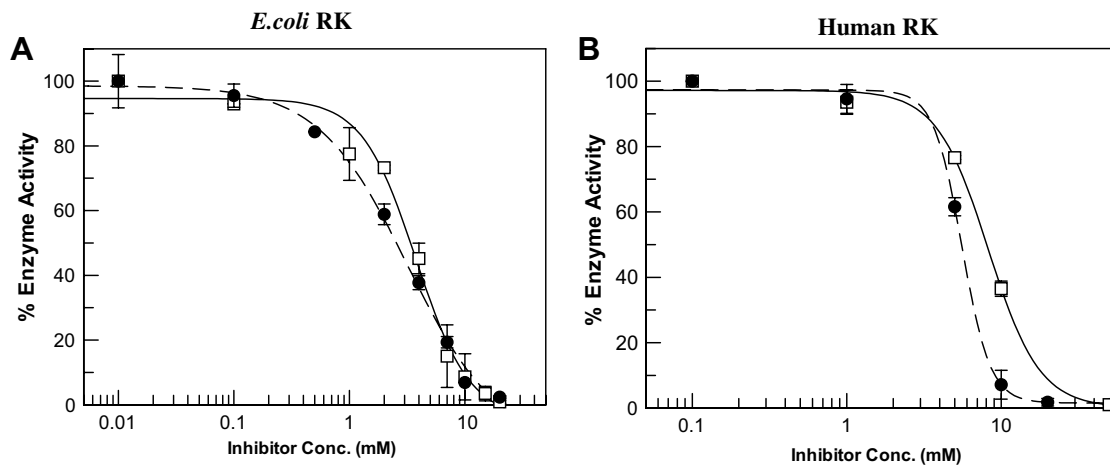 E.coli RK
A
% Enzyme Activity
100
80
60
40
20
0
0.01 0.1 1 10
Inhibitor Conc. (mM)
Human RK
B
% Enzyme Activity
100
80
60
40
20
0
0.1 1 10
Inhibitor Conc. (mM)